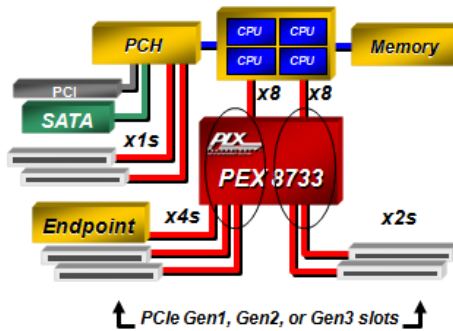 PCH
CPU
CPU
CPU
CPU
Memory
PCI
SATA
x8
x8
x1s
PLX
PEX 8733
x4s
x2s
Endpoint
PCIe Gen1, Gen2, or Gen3 slots